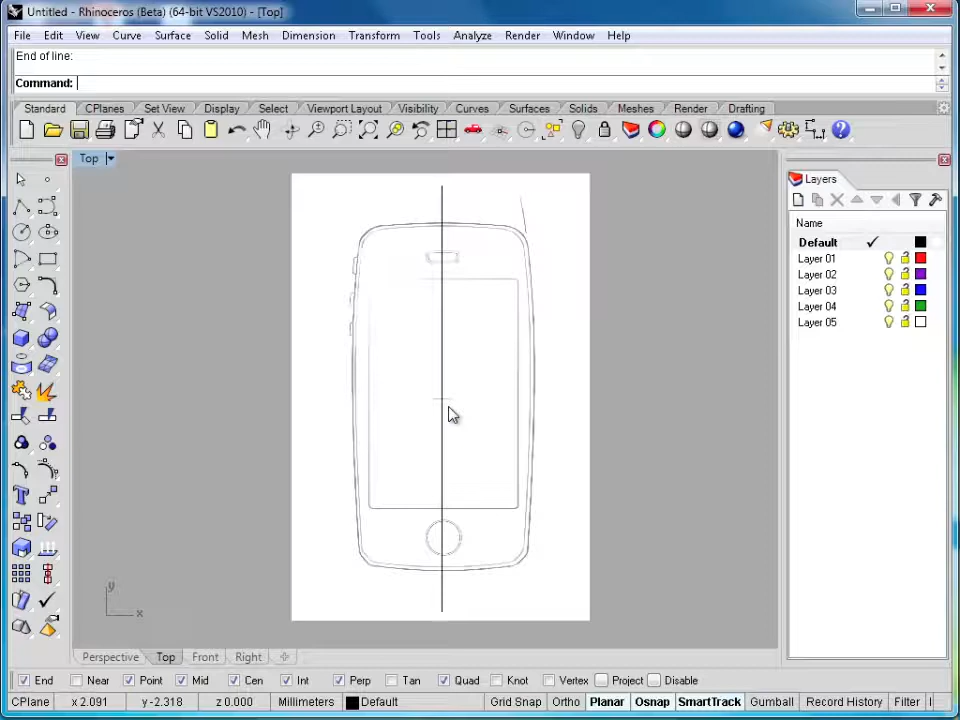 Untitled - Rhinoceros (Beta) (64-bit VS2010) - [Top]
File Edit View Curve Surface Solid Mesh Dimension Transform Tools Analyze Render Window Help
End of line:
Command:
Standard CPlanes Set View Display Select Viewport Layout Visibility Curves Surfaces Solids Meshes Render Drafting
Top
Layers
Name
Default
Layer 01
Layer 02
Layer 03
Layer 04
Layer 05
y
x
Perspective Top Front Right
End Near Point Mid Cen Int Perp Tan Quad Knot Vertex Project Disable
CPlane x 2.091 y -2.318 z 0.000 Millimeters Default Grid Snap Ortho Planar Osnap SmartTrack Gumball Record History Filter